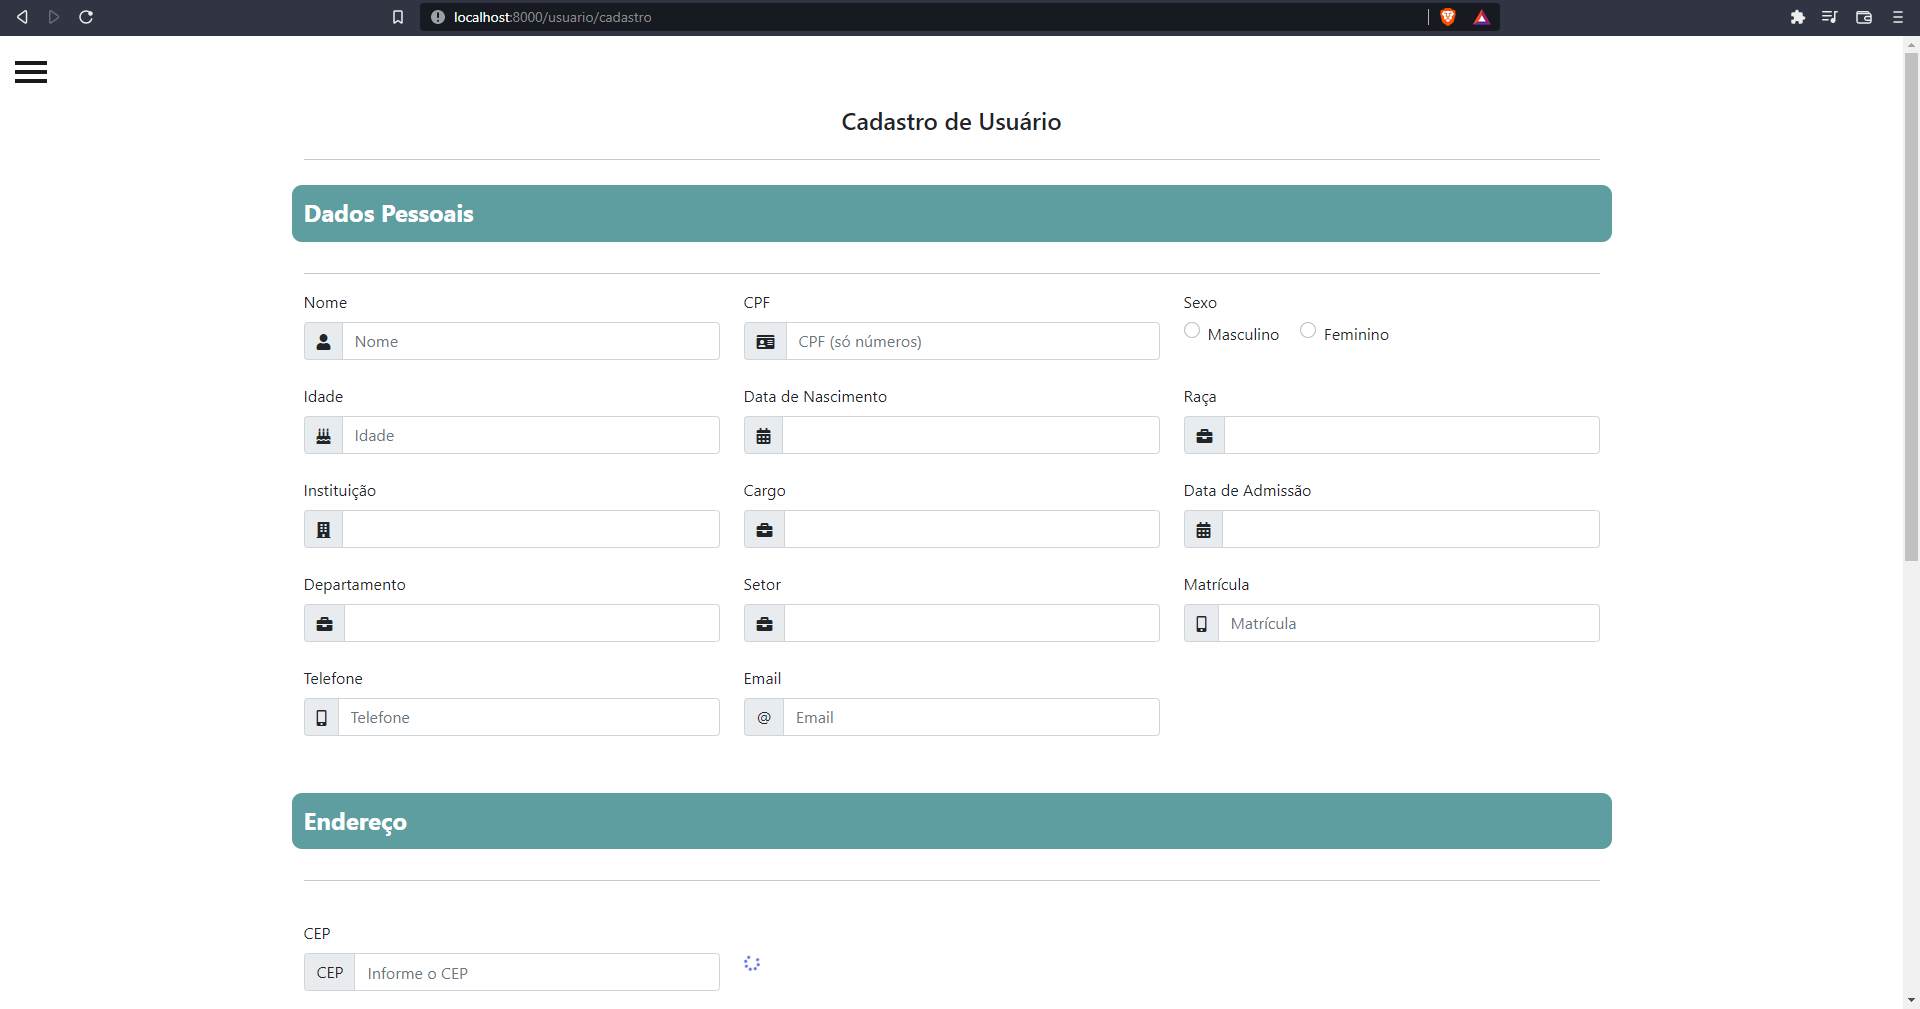 localhost:8000/usuario/cadastro
Cadastro de Usuário
Dados Pessoais
Nome CPF Sexo
Nome CPF (só números) Masculino Feminino
Idade Data de Nascimento Raça
Idade
Instituição Cargo Data de Admissão
Departamento Setor Matrícula
Matrícula
Telefone Email
Telefone @ Email
Endereço
CEP
CEP Informe o CEP